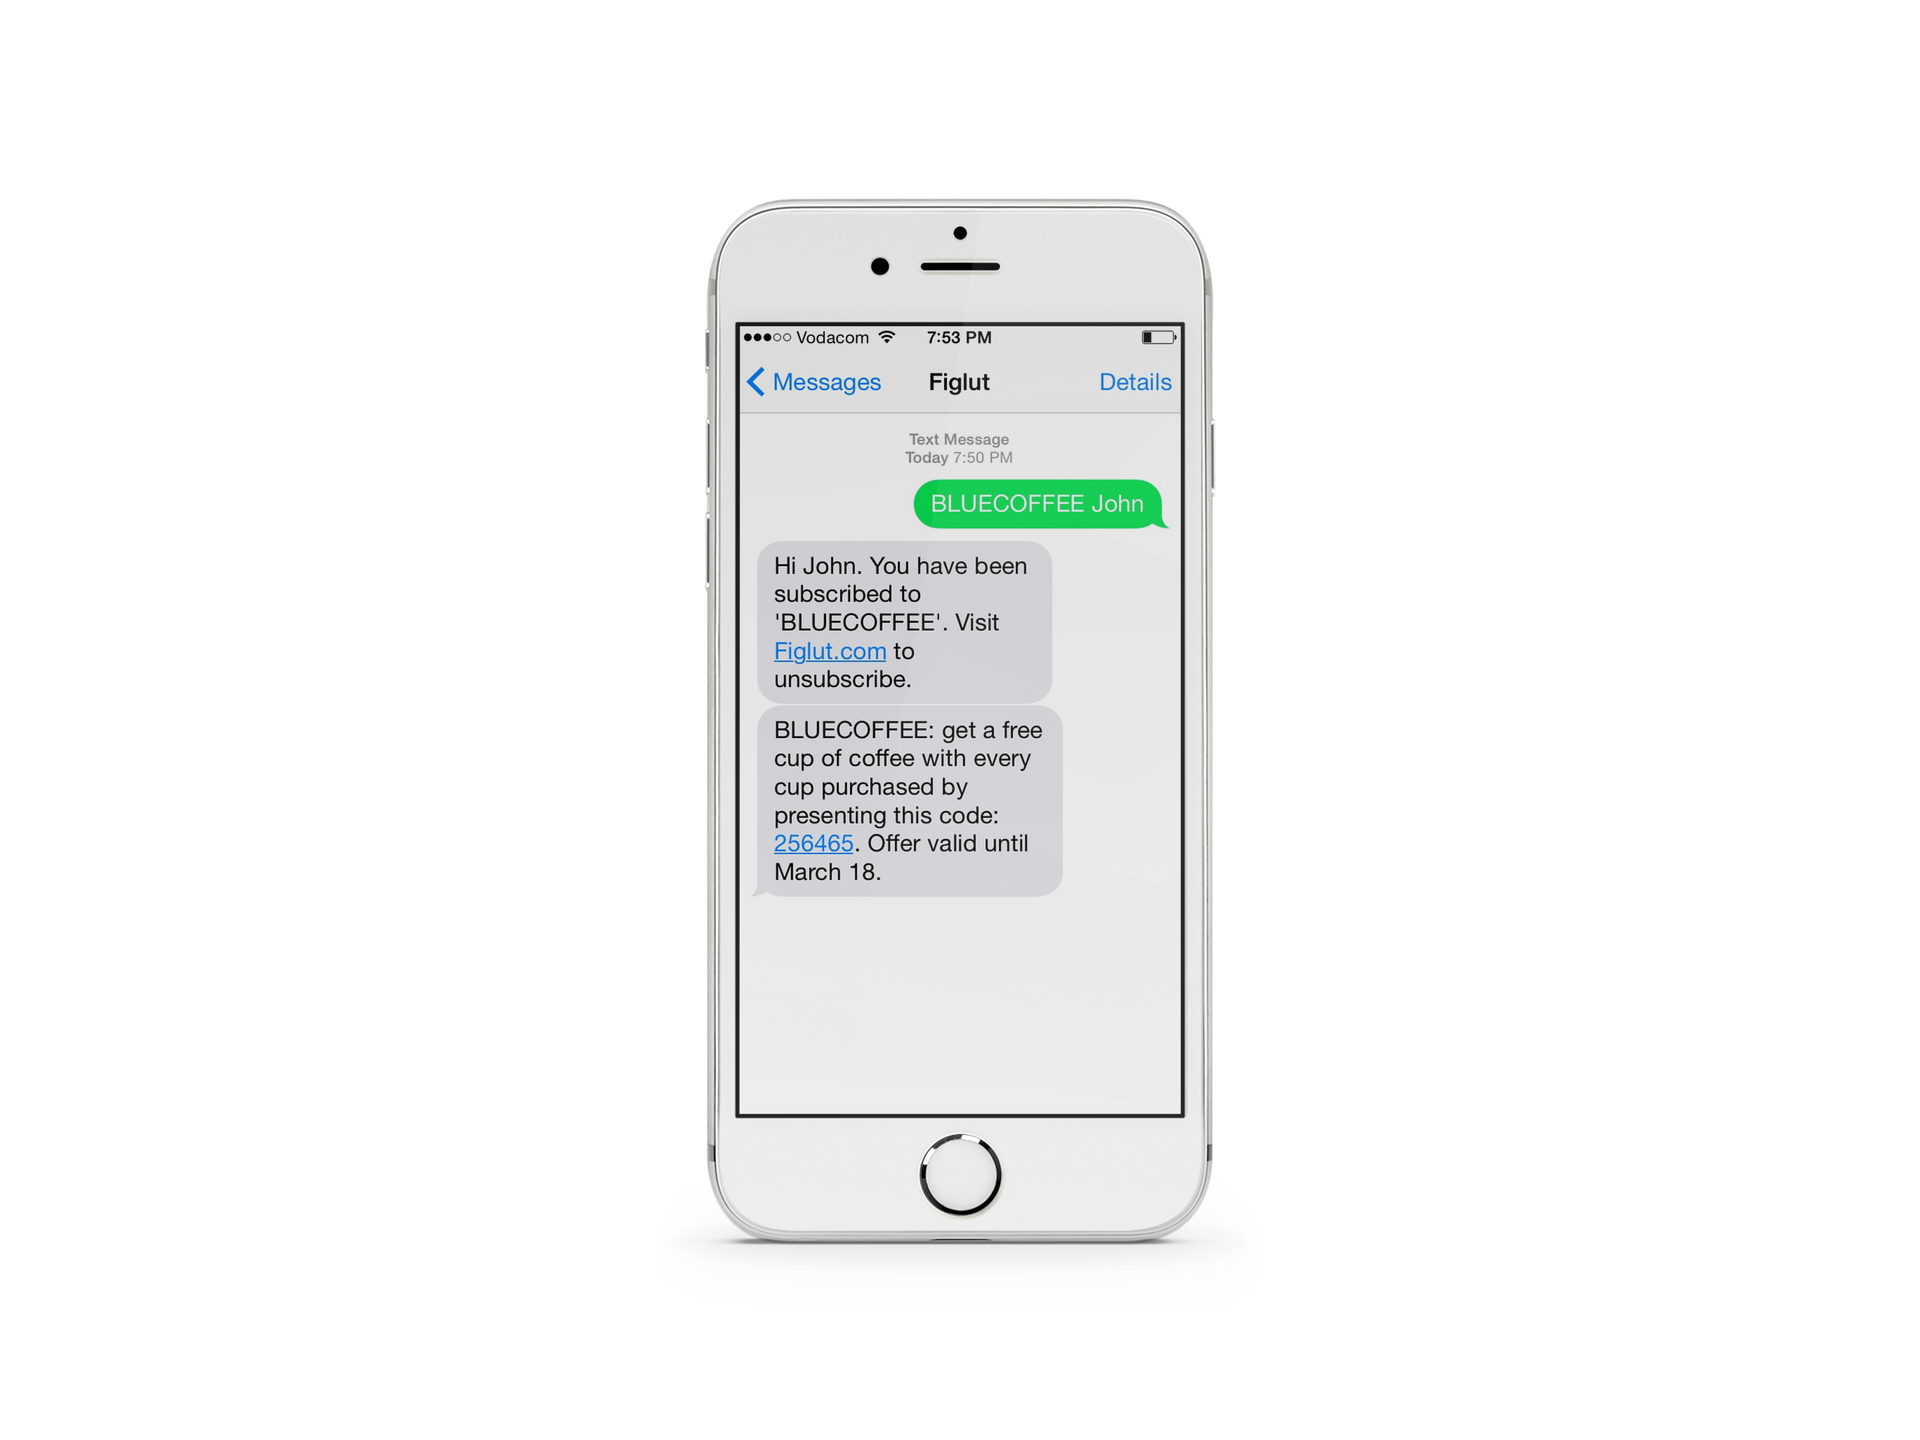 Vodacom 7:53 PM
Messages Figlut Details
Text Message
Today 7:50 PM
BLUECOFFEE John
Hi John. You have been
subscribed to
'BLUECOFFEE'. Visit
Figlut.com to
unsubscribe.
BLUECOFFEE: get a free
cup of coffee with every
cup purchased by
presenting this code:
256465. Offer valid until
March 18.